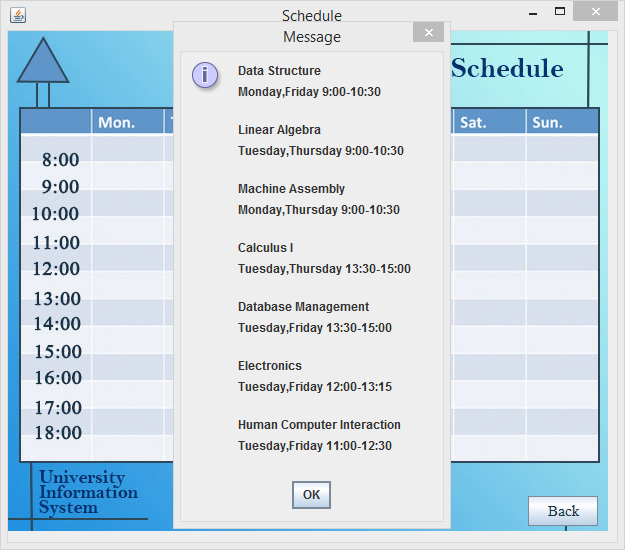 Schedule
Message
Schedule
Mon.
Sat.
Sun.
8:00
9:00
10:00
11:00
12:00
13:00
14:00
15:00
16:00
17:00
18:00
Data Structure
Monday,Friday 9:00-10:30
Linear Algebra
Tuesday,Thursday 9:00-10:30
Machine Assembly
Monday,Thursday 9:00-10:30
Calculus I
Tuesday,Thursday 13:30-15:00
Database Management
Tuesday,Friday 13:30-15:00
Electronics
Tuesday,Friday 12:00-13:15
Human Computer Interaction
Tuesday,Friday 11:00-12:30
OK
University
Information
System
Back